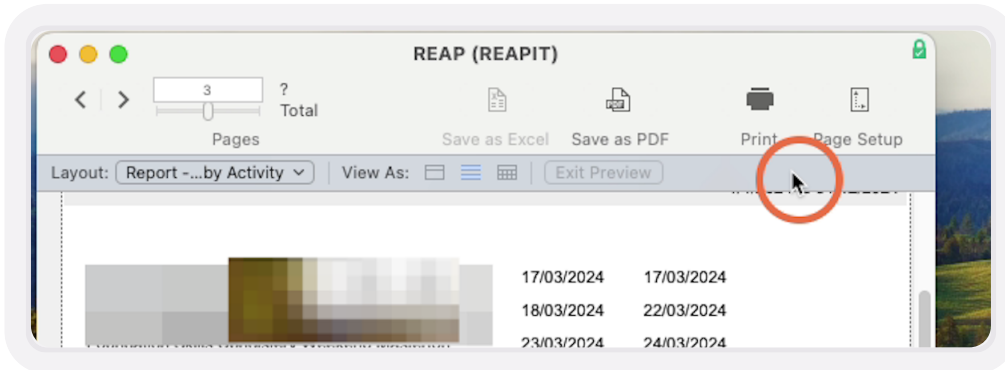 REAP (REAPIT)
3
?
Total
Pages
Save as Excel
Save as PDF
PDF
Print
Page Setup
Layout: Report -...by Activity View As: Exit Preview
17/03/2024 17/03/2024
18/03/2024 22/03/2024
23/03/2024 24/03/2024